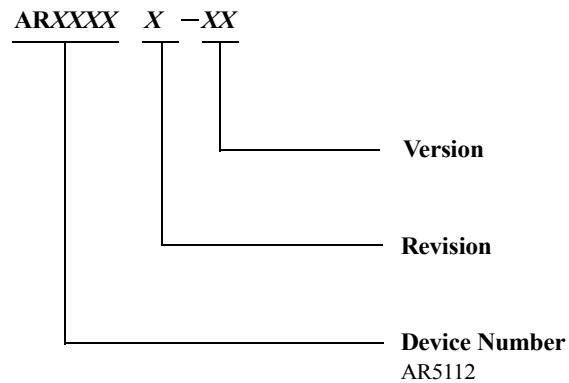 ARXXXX X –XX
Version
Revision
Device Number
AR5112